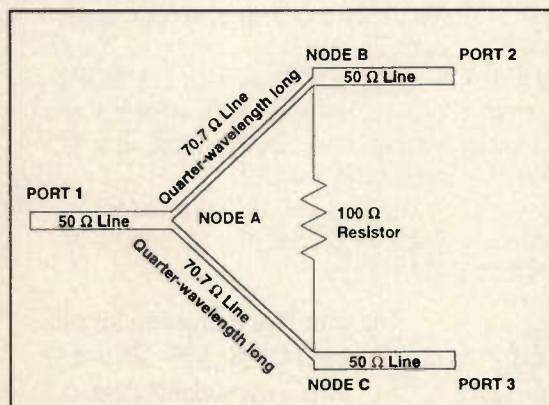 NODE B
PORT 2
50 Ω Line
70.7 Ω Line
Quarter-wavelength long
PORT 1
50 Ω Line
NODE A
100 Ω
Resistor
70.7 Ω Line
Quarter-wavelength long
50 Ω Line
NODE C
PORT 3